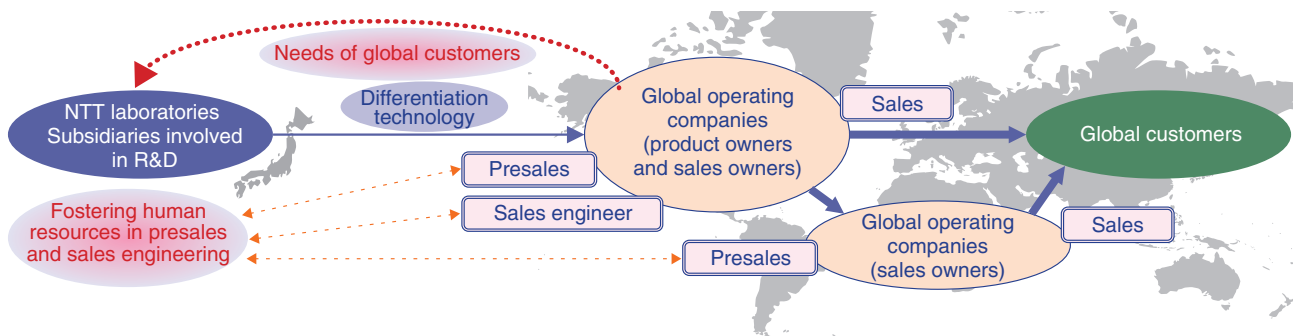 Needs of global customers
NTT laboratories
Subsidiaries involved
in R&D
Differentiation
technology
Global operating
companies
(product owners
and sales owners)
Sales
Global customers
Presales
Sales engineer
Fostering human
resources in presales
and sales engineering
Presales
Global operating
companies
(sales owners)
Sales